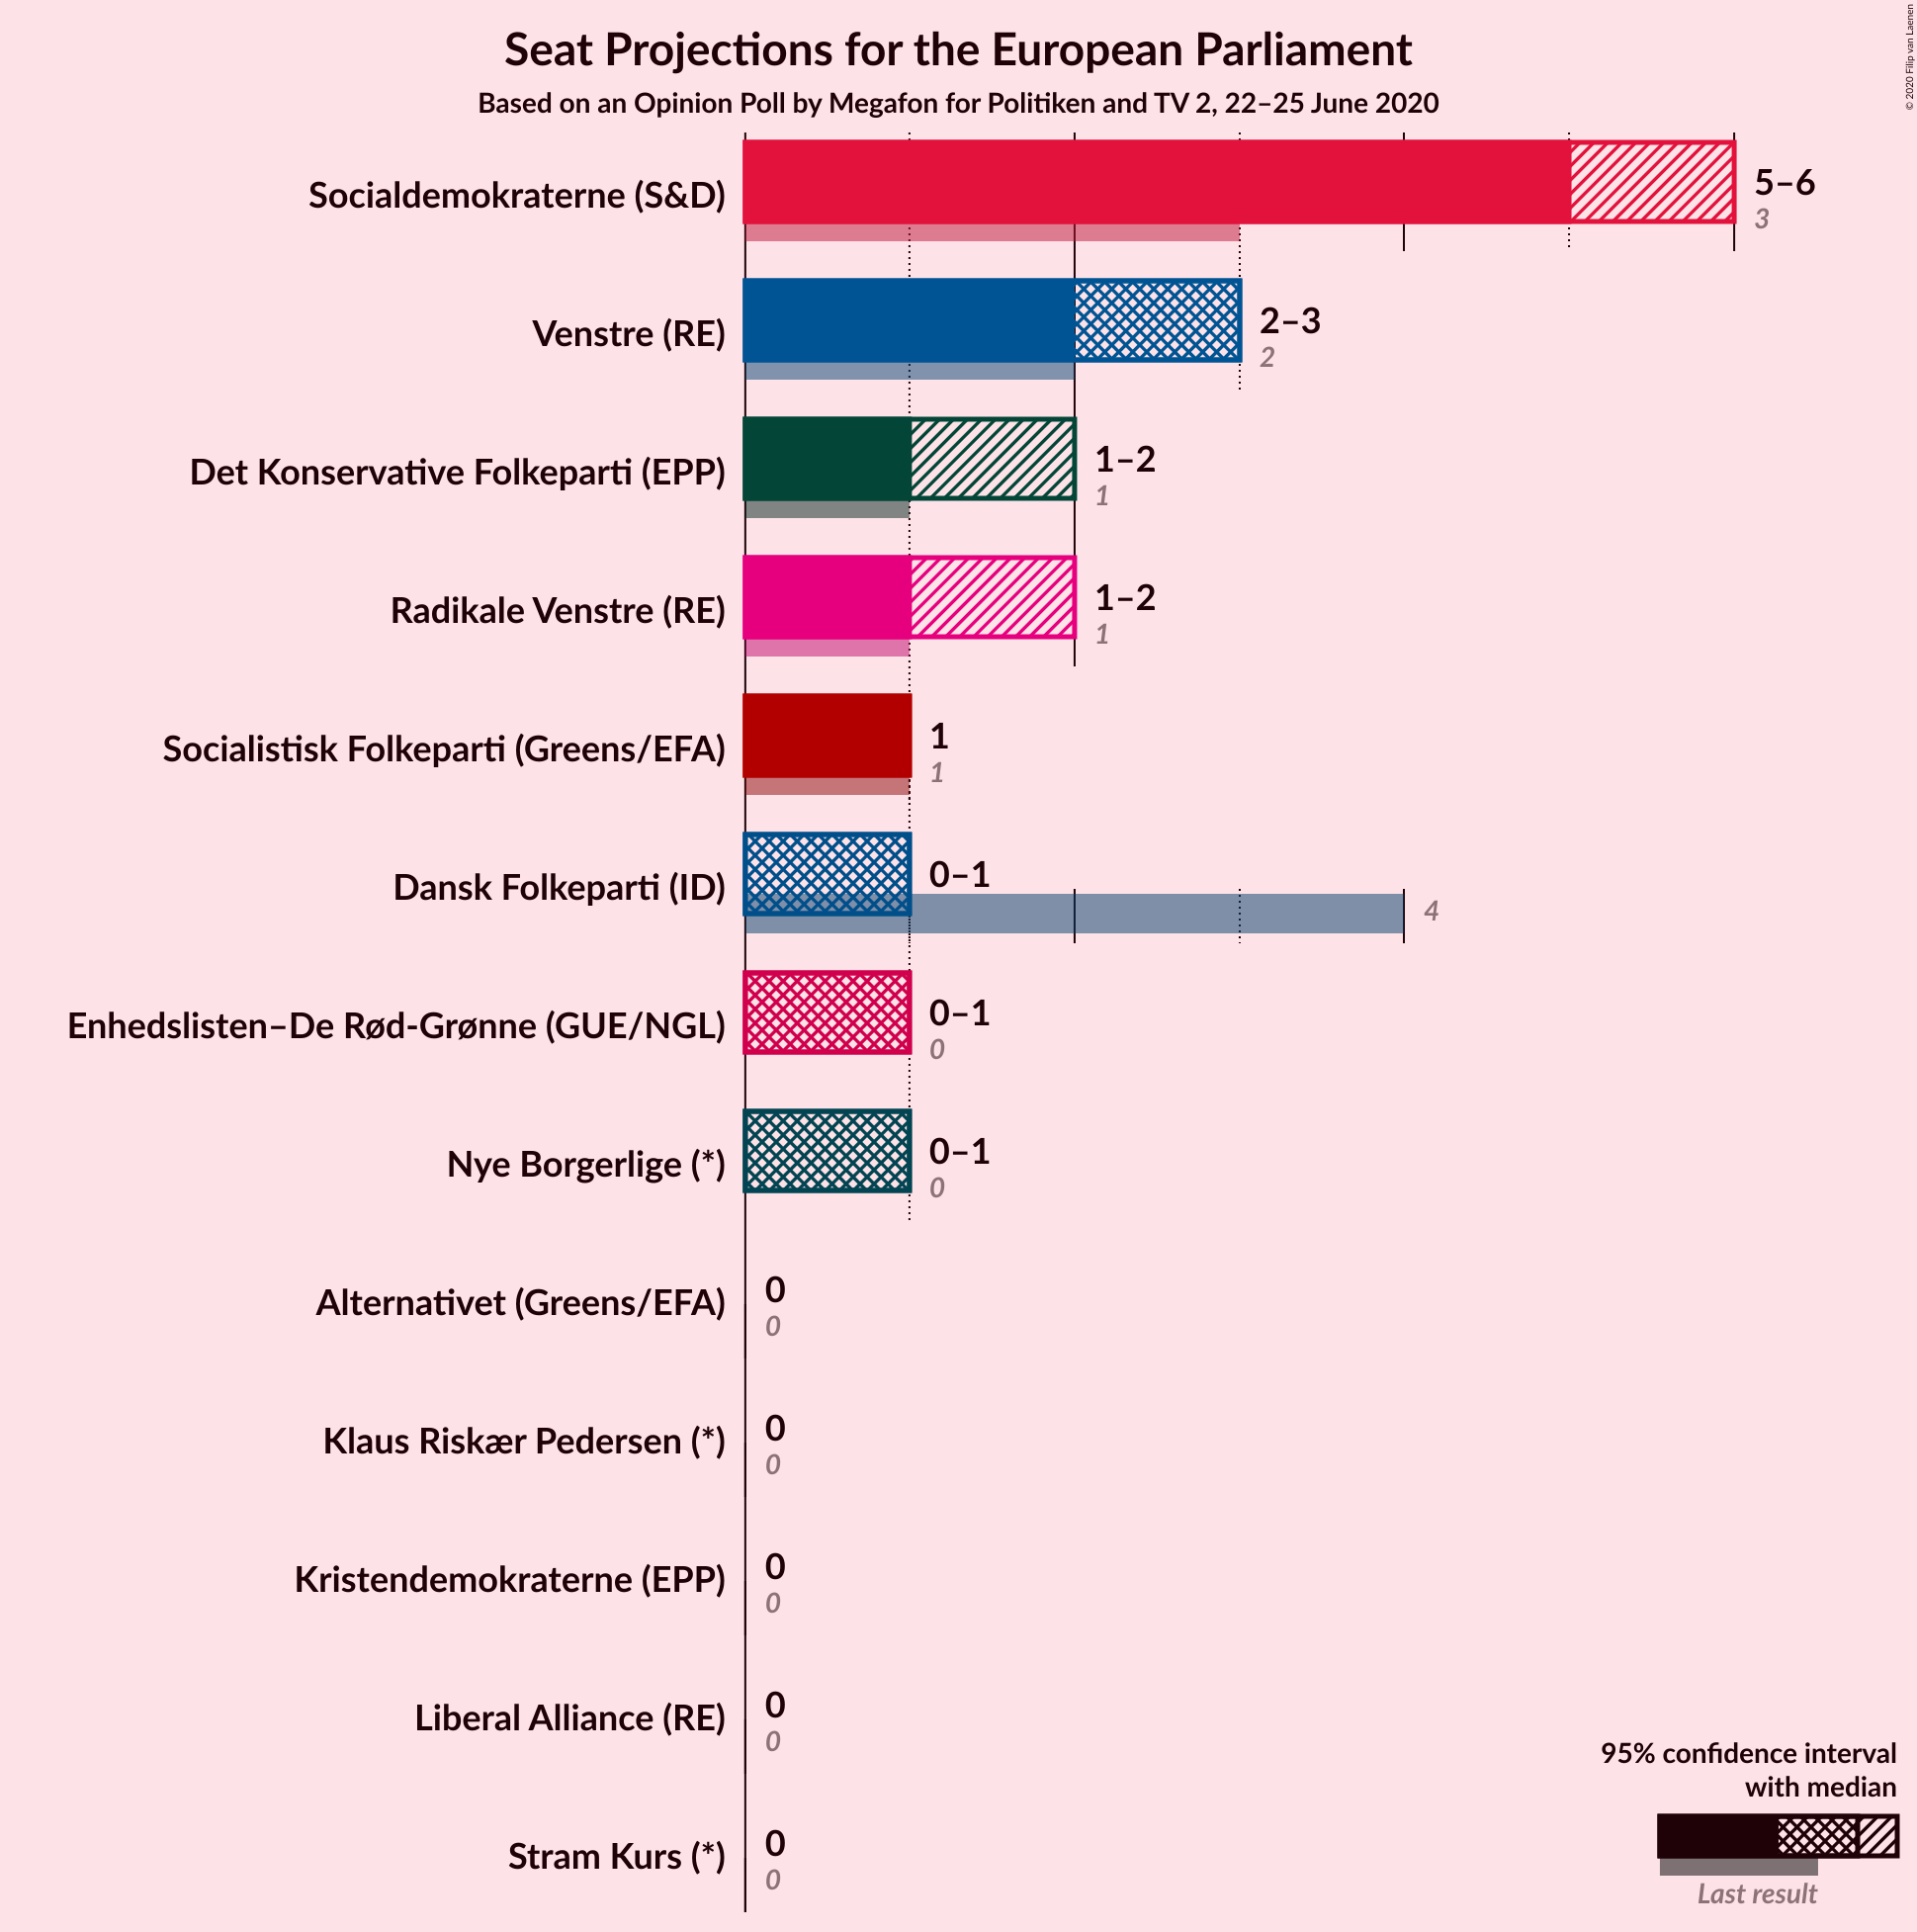 Seat Projections for the European Parliament
Based on an Opinion Poll by Megafon for Politiken and TV 2, 22–25 June 2020
© 2020 Filip van Laenen
Socialdemokraterne (S&D)
5–6
3
Venstre (RE)
2–3
2
Det Konservative Folkeparti (EPP)
1–2
1
Radikale Venstre (RE)
1–2
1
Socialistisk Folkeparti (Greens/EFA)
1
1
Dansk Folkeparti (ID)
0–1
4
Enhedslisten–De Rød-Grønne (GUE/NGL)
0–1
0
Nye Borgerlige (*)
0–1
0
Alternativet (Greens/EFA)
0
0
Klaus Riskær Pedersen (*)
0
0
Kristendemokraterne (EPP)
0
0
Liberal Alliance (RE)
0
0
Stram Kurs (*)
0
0
95% confidence interval
with median
Last result